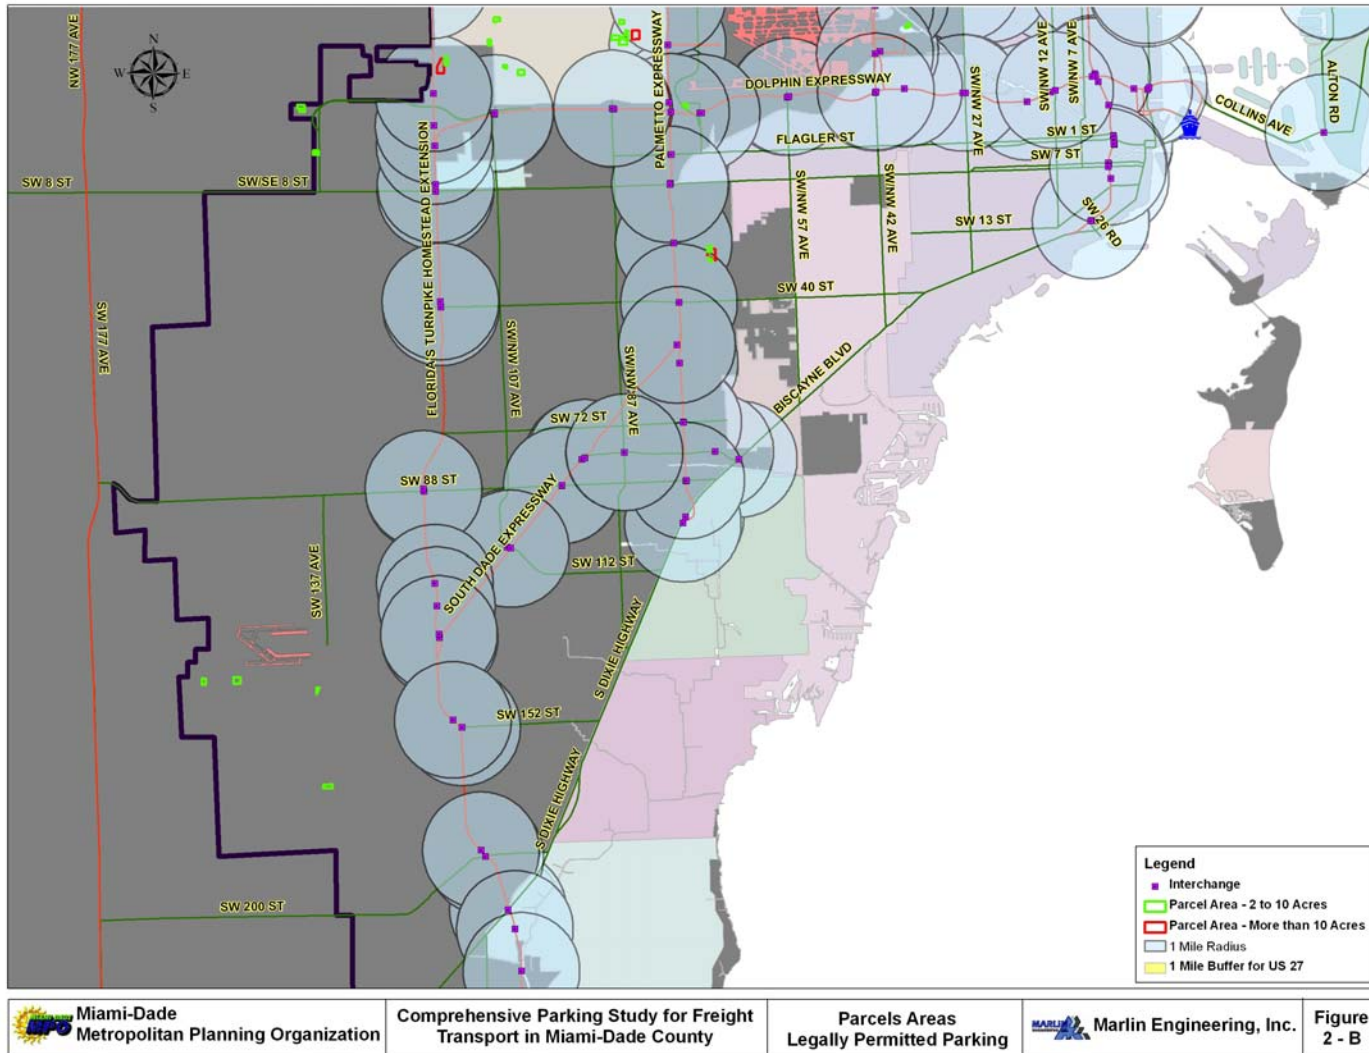 NW 177 AVE
N
W E
S
PALMETTO EXPRESSWAY
DOLPHIN EXPRESSWAY
SW/NW 12 AVE
SW/NW 7 AVE
ALTON RD
COLLINS AVE
SW/NW 27 AVE
FLAGLER ST
SW 1 ST
SW 7 ST
SW 8 ST
SW/SE 8 ST
FLORIDA'S TURNPIKE HOMESTEAD EXTENSION
SW/NW 57 AVE
SW/NW 42 AVE
SW 13 ST
SW 26 RD
SW 177 AVE
SW/NW 107 AVE
SW/NW 87 AVE
SW 40 ST
BISCAYNE BLVD
SW 72 ST
SW 88 ST
SOUTH DADE EXPRESSWAY
SW 137 AVE
SW 112 ST
S DIXIE HIGHWAY
SW 152 ST
S DIXIE HIGHWAY
SW 200 ST
Legend
Interchange
Parcel Area - 2 to 10 Acres
Parcel Area - More than 10 Acres
1 Mile Radius
1 Mile Buffer for US 27
MPO
Miami-Dade
Metropolitan Planning Organization
Comprehensive Parking Study for Freight
Transport in Miami-Dade County
Parcels Areas
Legally Permitted Parking
MARLIN
Marlin Engineering, Inc.
Figure
2 - B